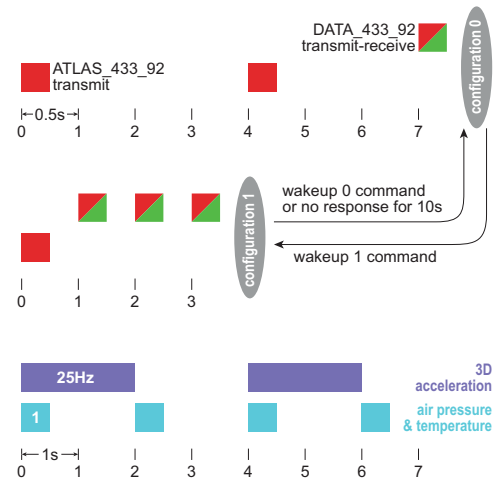 DATA_433_92
transmit-receive
configuration 0
ATLAS_433_92
transmit
0.5s
0 1 2 3 4 5 6 7
configuration 1
wakeup 0 command
or no response for 10s
wakeup 1 command
0 1 2 3
25Hz
3D
acceleration
1
air pressure
& temperature
1s
0 1 2 3 4 5 6 7